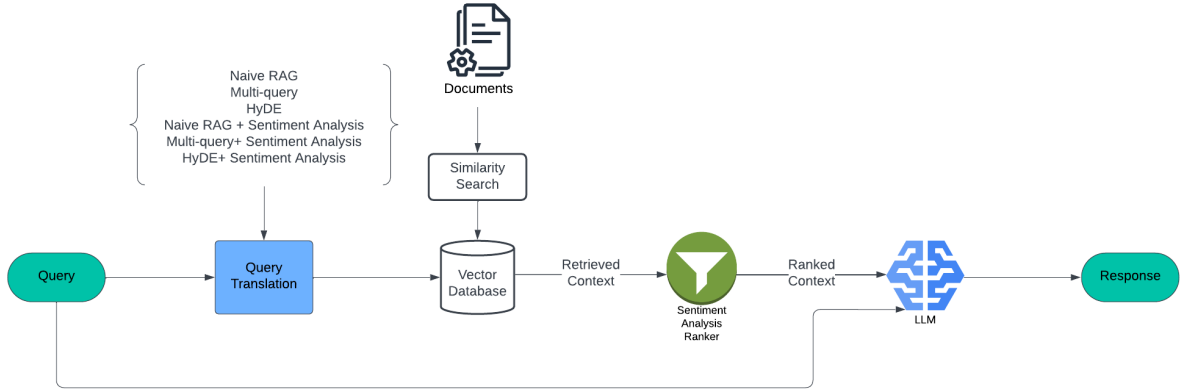 Documents
Naive RAG
Multi-query
HyDE
Naive RAG + Sentiment Analysis
Multi-query+ Sentiment Analysis
HyDE+ Sentiment Analysis
Similarity
Search
Query
Query
Translation
Vector
Database
Retrieved
Context
Sentiment
Analysis
Ranker
Ranked
Context
LLM
Response